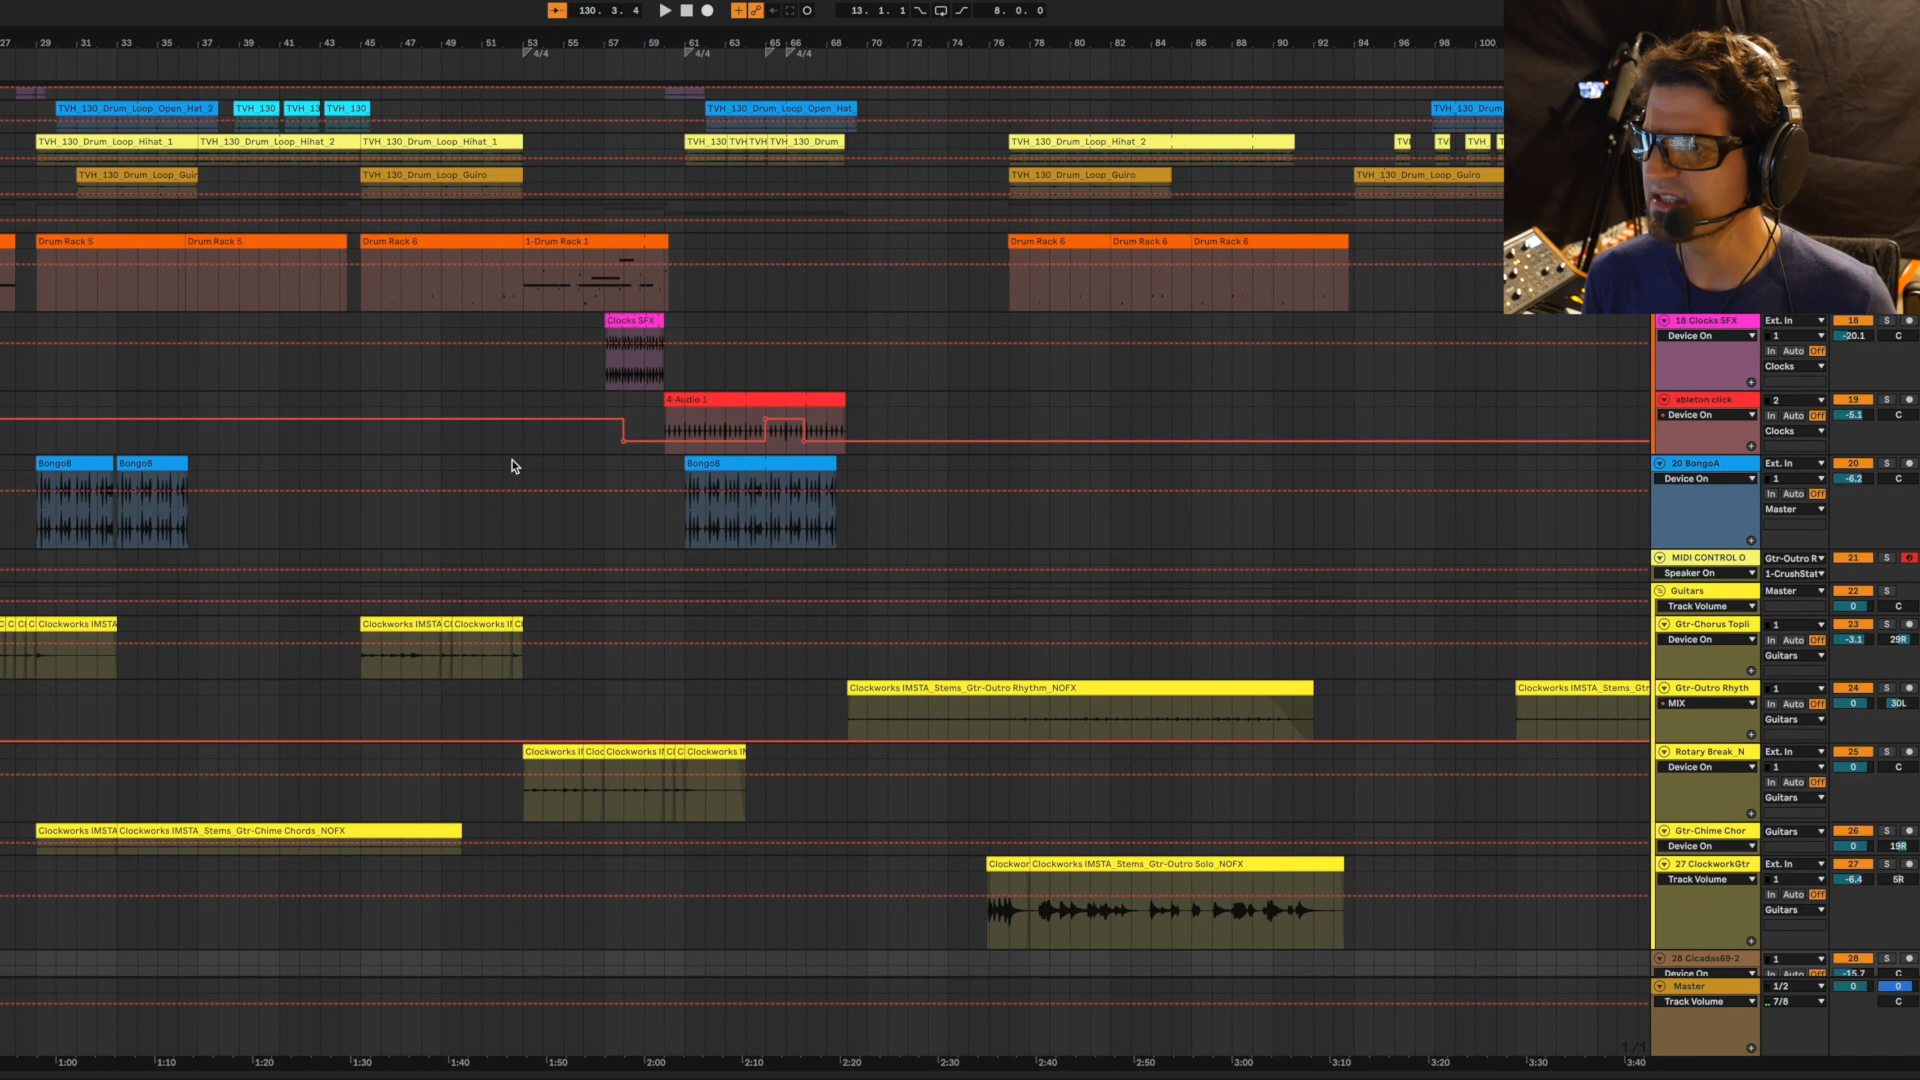 130. 3. 4
13. 1. 1
8. 0. 0
27 29 31 33 35 37 39 41 43 45 47 49 51 53 55 57 59 61 63 65 66 68 70 72 74 76 78 80 82 84 86 88 90 92 94 96 98 100
4/4 4/4 4/4
TVH_130_Drum_Loop_Open_Hat_2 TVH_130 TVH_13 TVH_130 TVH_130_Drum_Loop_Open_Hat TVH_130_Drum
TVH_130_Drum_Loop_Hihat_1 TVH_130_Drum_Loop_Hihat_2 TVH_130_Drum_Loop_Hihat_1 TVH_130 TVH TVH TVH_130_Drum_ TVH_130_Drum_Loop_Hihat_2 TVH TVH
TVH_130_Drum_Loop_Guir TVH_130_Drum_Loop_Guiro TVH_130_Drum_Loop_Guiro TVH_130_Drum_Loop_Guiro
Drum Rack 5 Drum Rack 5 Drum Rack 6 1-Drum Rack 1 Drum Rack 6 Drum Rack 6 Drum Rack 6
Clocks SFX 18 Clocks SFX Ext. In 18 S
Device On 1 -20.1 C
In Auto Off
Clocks
4-Audio 1 ableton click 2 19 S
Device On In Auto Off -5.1 C
Clocks
BongoB BongoB BongoB 20 BongoA Ext. In 20 S
Device On 1 -6.2 C
In Auto Off
Master
MIDI CONTROL O Gtr-Outro R 21 S
Speaker On 1-CrushStat
Guitars Master 22 S
Track Volume 0 C
Clockworks IMSTA Clockworks IMSTA Clockworks Gtr-Chorus Topli 1 23 S
Device On In Auto Off -3.1 29R
Guitars
Clockworks IMSTA_Stems_Gtr-Outro Rhythm_NOFX Clockworks IMSTA_Stems_Gtr Gtr-Outro Rhyth 1 24 S
MIX In Auto Off 0 30L
Guitars
Clockworks Cloc Clockworks Clockworks Rotary Break_N Ext. In 25 S
Device On 1 0 C
In Auto Off
Guitars
Clockworks IMSTA Clockworks IMSTA_Stems_Gtr-Chime Chords_NOFX Gtr-Chime Chor Guitars 26 S
Device On 0 19R
Clockwor Clockworks IMSTA_Stems_Gtr-Outro Solo_NOFX 27 ClockworkGtr Ext. In 27 S
Track Volume 1 -6.4 5R
In Auto Off
Guitars
28 Cicadas69-2 1 28 S
Device On In Auto Off -15.7 C
Master 1/2 0 0
Track Volume 7/8 C
1/1
1:00 1:10 1:20 1:30 1:40 1:50 2:00 2:10 2:20 2:30 2:40 2:50 3:00 3:10 3:20 3:30 3:40